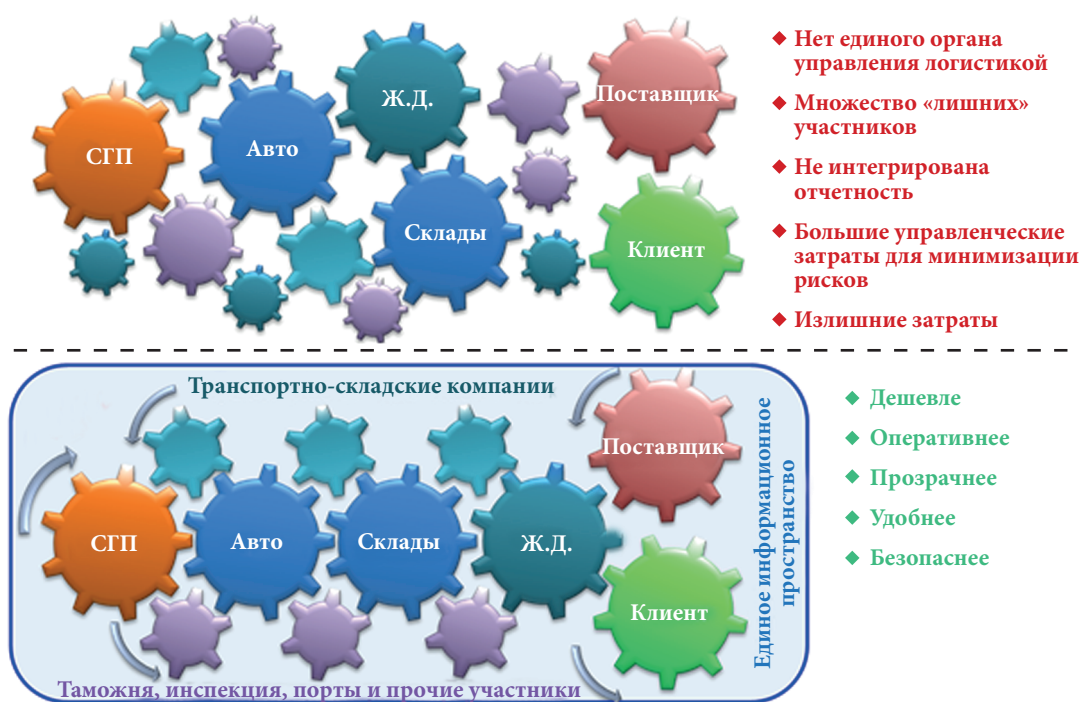 СГП
Авто
Ж.Д.
Склады
Поставщик
Клиент
◆ Нет единого органа
управления логистикой
◆ Множество «лишних»
участников
◆ Не интегрирована
отчетность
◆ Большие управленческие
затраты для минимизации
рисков
◆ Излишние затраты
Транспортно-складские компании
СГП
Авто
Склады
Ж.Д.
Поставщик
Клиент
Таможня, инспекция, порты и прочие участники
Единое информационное
пространство
◆ Дешевле
◆ Оперативнее
◆ Прозрачнее
◆ Удобнее
◆ Безопаснее